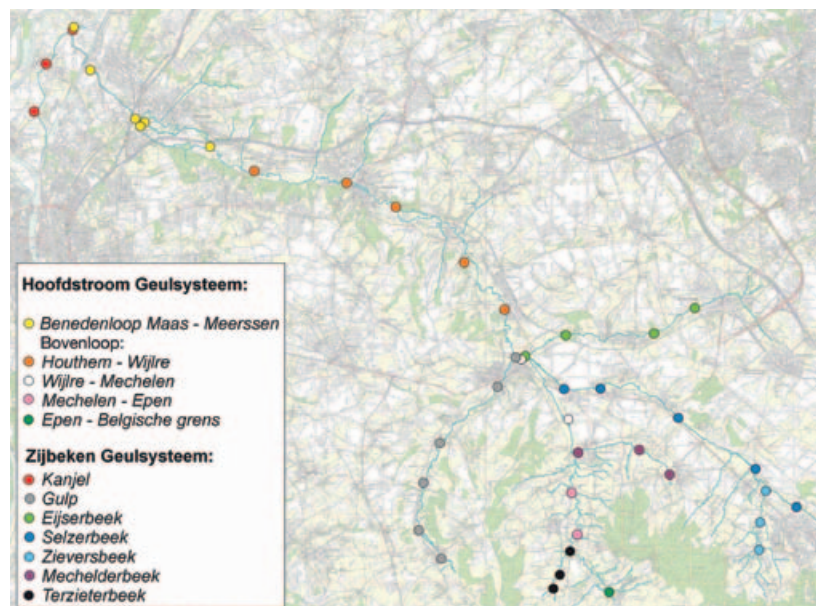 Hoofdstroom Geulsysteem:
Benedenloop Maas - Meerssen
Bovenloop:
Houthem - Wijlre
Wijlre - Mechelen
Mechelen - Epen
Epen - Belgische grens
Zijbeken Geulsysteem:
Kanjel
Gulp
Eijserbeek
Selzerbeek
Zieversbeek
Mechelderbeek
Terzieterbeek